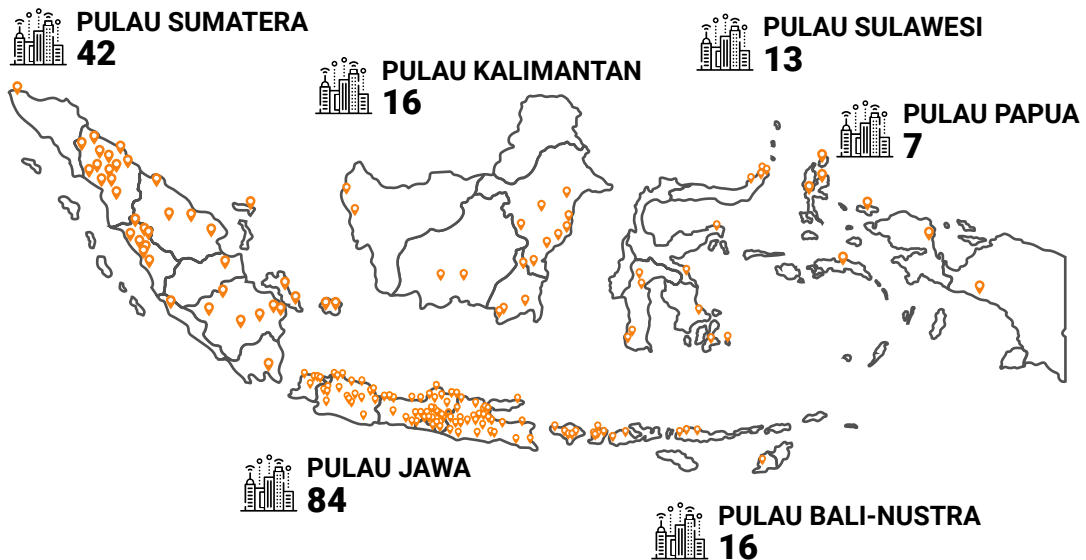 PULAU SUMATERA
42
PULAU KALIMANTAN
16
PULAU SULAWESI
13
PULAU PAPUA
7
PULAU JAWA
84
PULAU BALI-NUSTRA
16